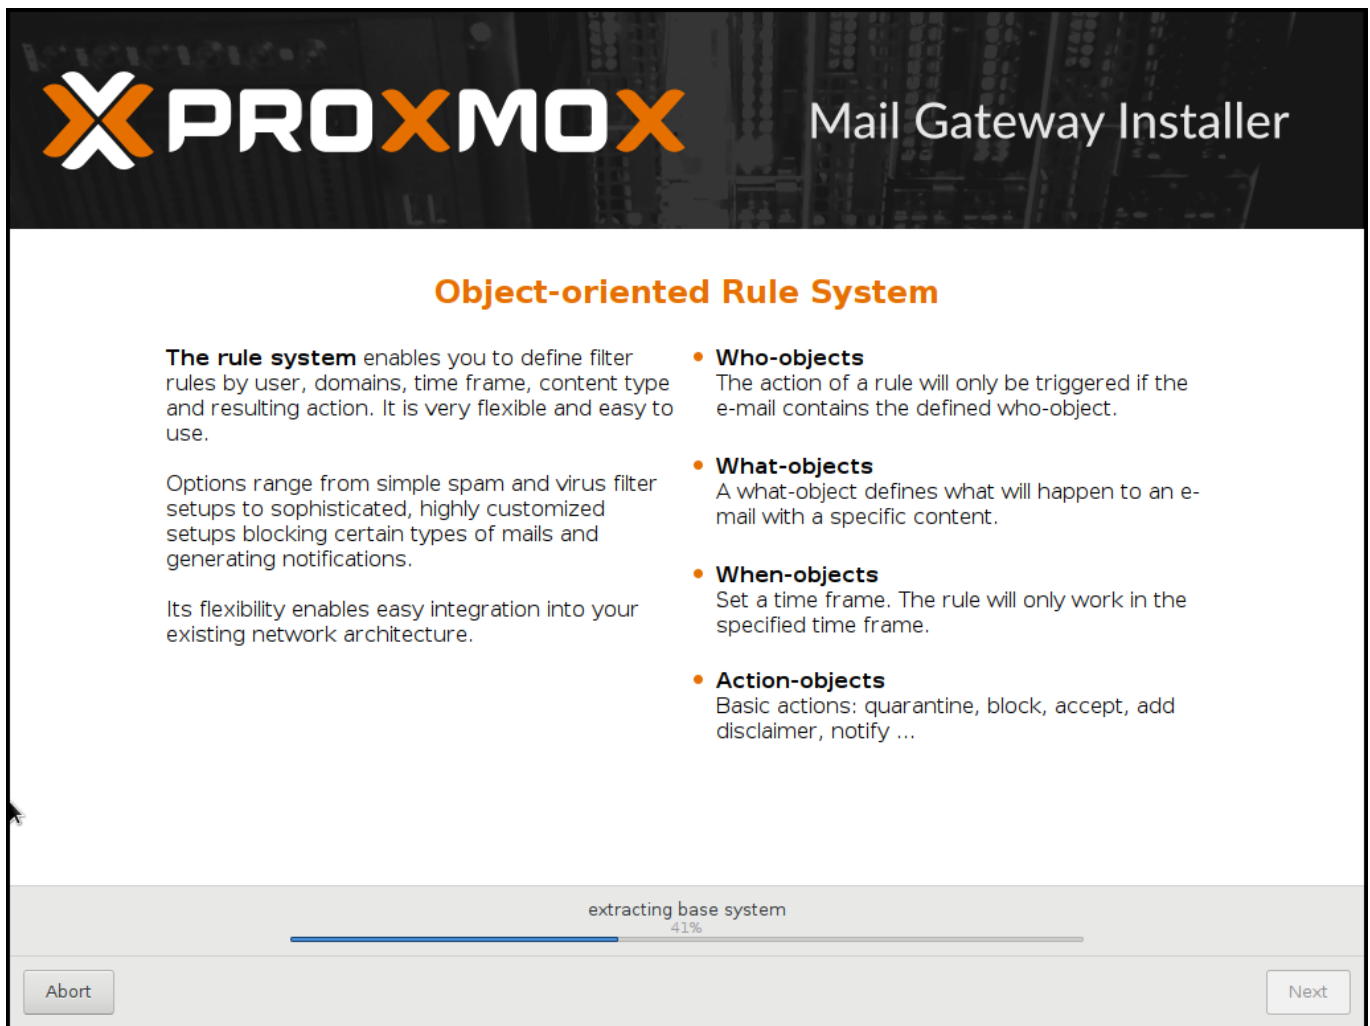 PROXMOX
Mail Gateway Installer
Object-oriented Rule System
The rule system enables you to define filter
rules by user, domains, time frame, content type
and resulting action. It is very flexible and easy to
use.
Options range from simple spam and virus filter
setups to sophisticated, highly customized
setups blocking certain types of mails and
generating notifications.
Its flexibility enables easy integration into your
existing network architecture.
• Who-objects
The action of a rule will only be triggered if the
e-mail contains the defined who-object.
• What-objects
A what-object defines what will happen to an e-
mail with a specific content.
• When-objects
Set a time frame. The rule will only work in the
specified time frame.
• Action-objects
Basic actions: quarantine, block, accept, add
disclaimer, notify ...
extracting base system
41%
Abort
Next